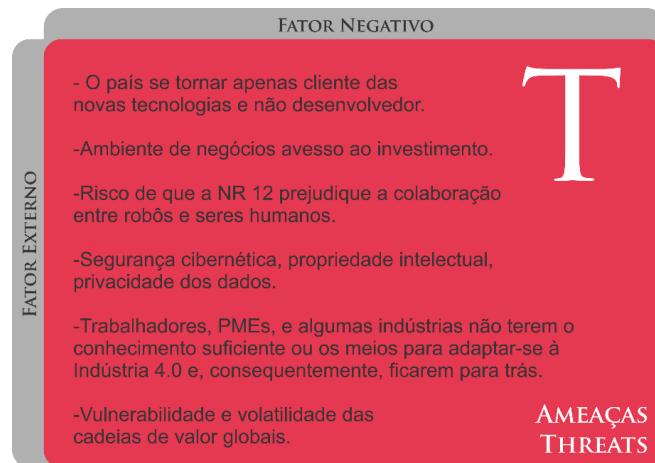 FATOR NEGATIVO
FATOR EXTERNO
T
- O país se tornar apenas cliente das
novas tecnologias e não desenvolvedor.
-Ambiente de negócios avesso ao investimento.
-Risco de que a NR 12 prejudique a colaboração
entre robôs e seres humanos.
-Segurança cibernética, propriedade intelectual,
privacidade dos dados.
-Trabalhadores, PMEs, e algumas indústrias não terem o
conhecimento suficiente ou os meios para adaptar-se à
Indústria 4.0 e, consequentemente, ficarem para trás.
-Vulnerabilidade e volatilidade das
cadeias de valor globais.
AMEAÇAS
THREATS